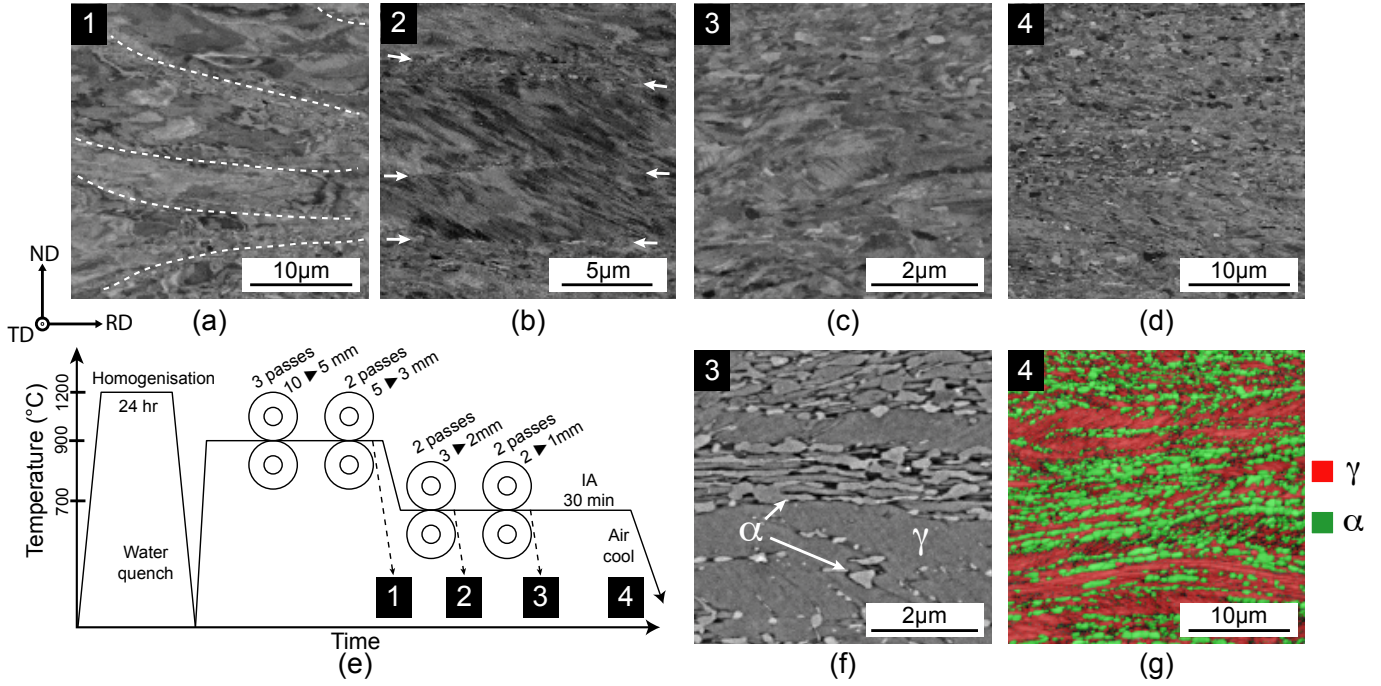 1
10μm
(a)
2
5μm
(b)
3
2μm
(c)
4
10μm
(d)
ND
TD
RD
Temperature (°C)
1200
900
700
Homogenisation
24 hr
Water
quench
3 passes
10 ▶ 5 mm
2 passes
5 ▶ 3 mm
2 passes
3 ▶ 2mm
2 passes
2 ▶ 1mm
IA
30 min
Air
cool
1
2
3
4
Time
(e)
3
α
γ
2μm
(f)
4
10μm
(g)
γ
α